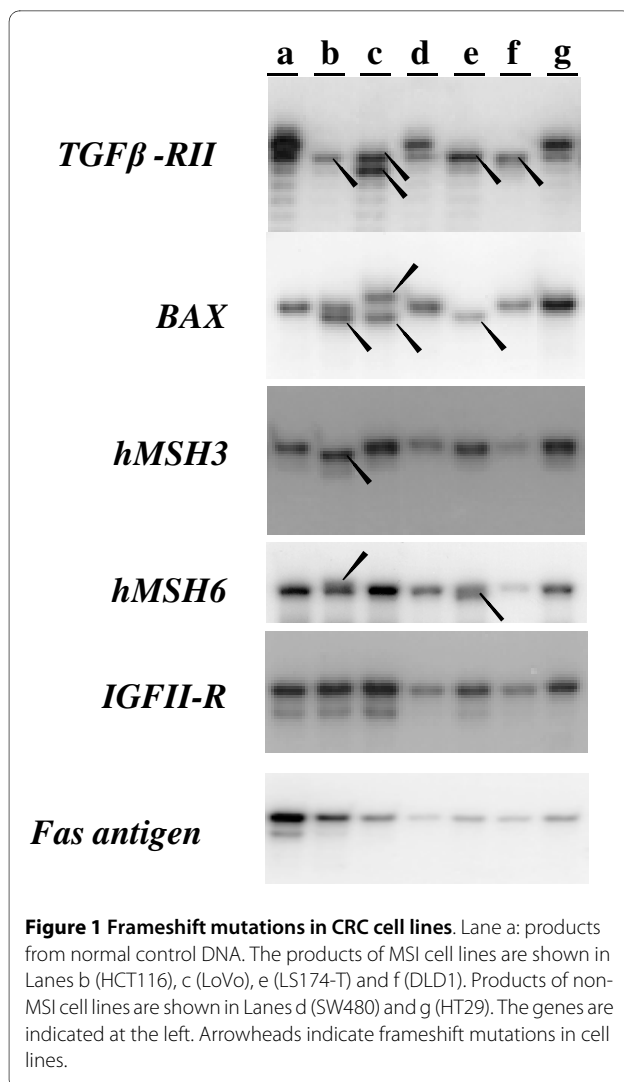 a b c d e f g
TGFβ -RII
BAX
hMSH3
hMSH6
IGFII-R
Fas antigen
Figure 1 Frameshift mutations in CRC cell lines. Lane a: products
from normal control DNA. The products of MSI cell lines are shown in
Lanes b (HCT116), c (LoVo), e (LS174-T) and f (DLD1). Products of non-
MSI cell lines are shown in Lanes d (SW480) and g (HT29). The genes are
indicated at the left. Arrowheads indicate frameshift mutations in cell
lines.